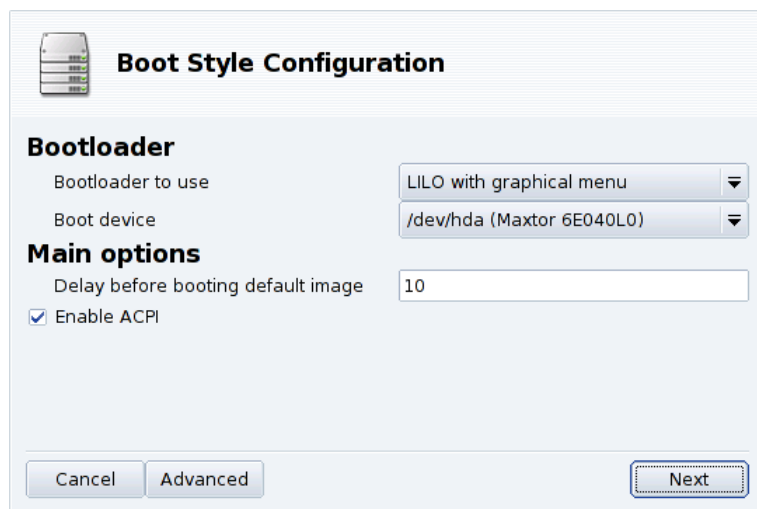 Boot Style Configuration
Bootloader
Bootloader to use LILO with graphical menu
Boot device /dev/hda (Maxtor 6E040L0)
Main options
Delay before booting default image 10
Enable ACPI
Cancel Advanced Next